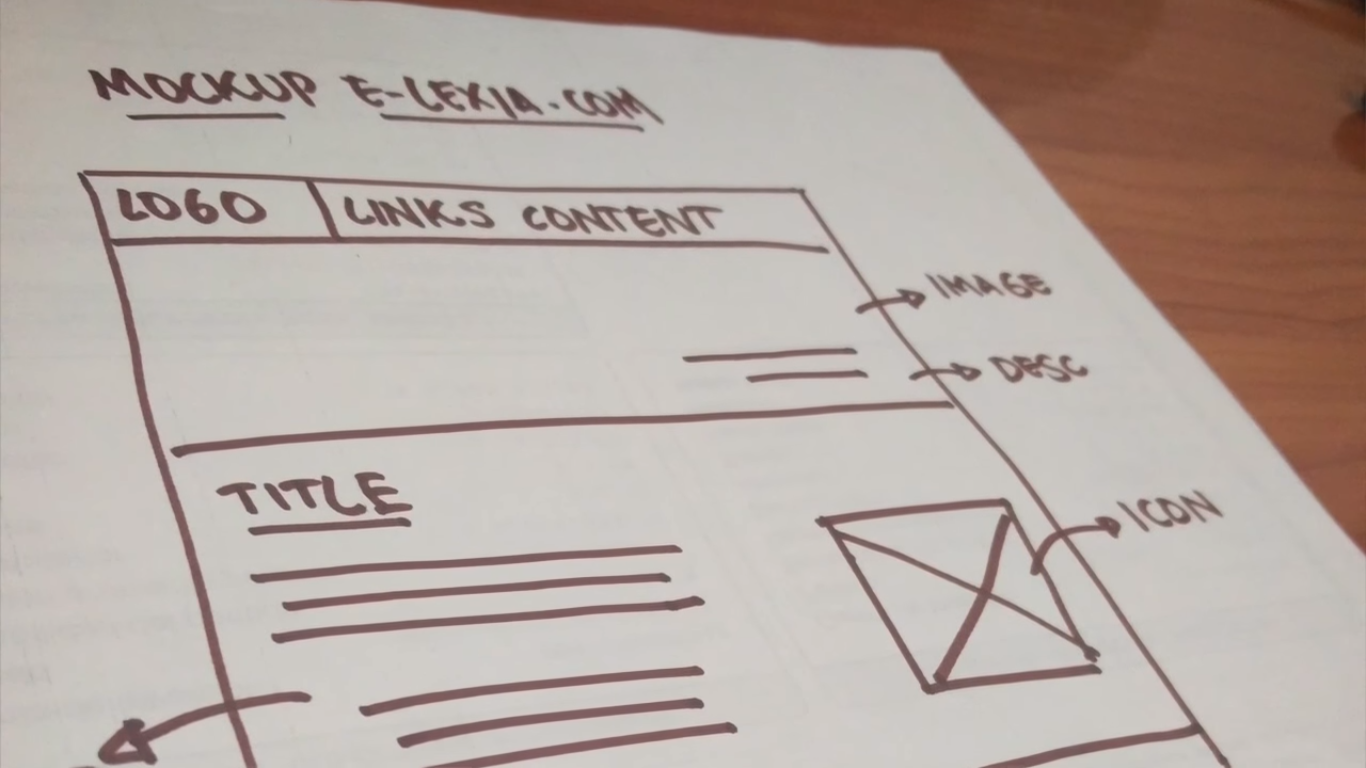 MOCKUP E-LEXIA.COM
LOGO LINKS CONTENT
IMAGE
DESC
TITLE
ICON